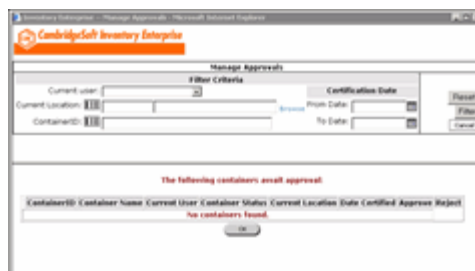 Inventory Enterprise -- Manage Approvals - Microsoft Internet Explorer
CambridgeSoft Inventory Enterprise
Manage Approvals
Filter Criteria
Current user:
Certification Date
Current Location: Browse From Date:
ContainerID: To Date:
Reset
Filter
Cancel
The following containers await approval:
ContainerID Container Name Current User Container Status Current Location Date Certified Approve Reject
No containers found.
OK